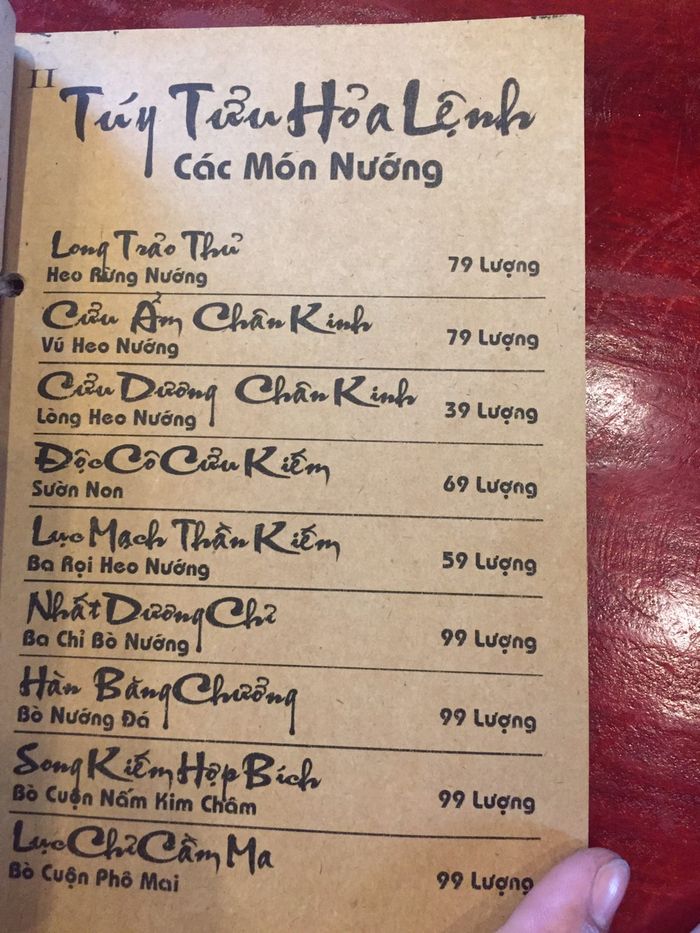 II
Túy Tửu Hỏa Lệnh
Các Món Nướng
Long Trảo Thủ
Heo Rừng Nướng
79 Lượng
Cửu Ẩm Chân Kinh
Vú Heo Nướng
79 Lượng
Cửu Dương Chân Kinh
Lòng Heo Nướng
39 Lượng
Độc Cô Cửu Kiếm
Sườn Non
69 Lượng
Lục Mạch Thần Kiếm
Ba Rọi Heo Nướng
59 Lượng
Nhất Dương Chỉ
Ba Chỉ Bò Nướng
99 Lượng
Hàn Băng Chưởng
Bò Nướng Đá
99 Lượng
Song Kiếm Hợp Bích
Bò Cuộn Nấm Kim Châm
99 Lượng
Lục Chỉ Cầm Ma
Bò Cuộn Phô Mai
99 Lượng